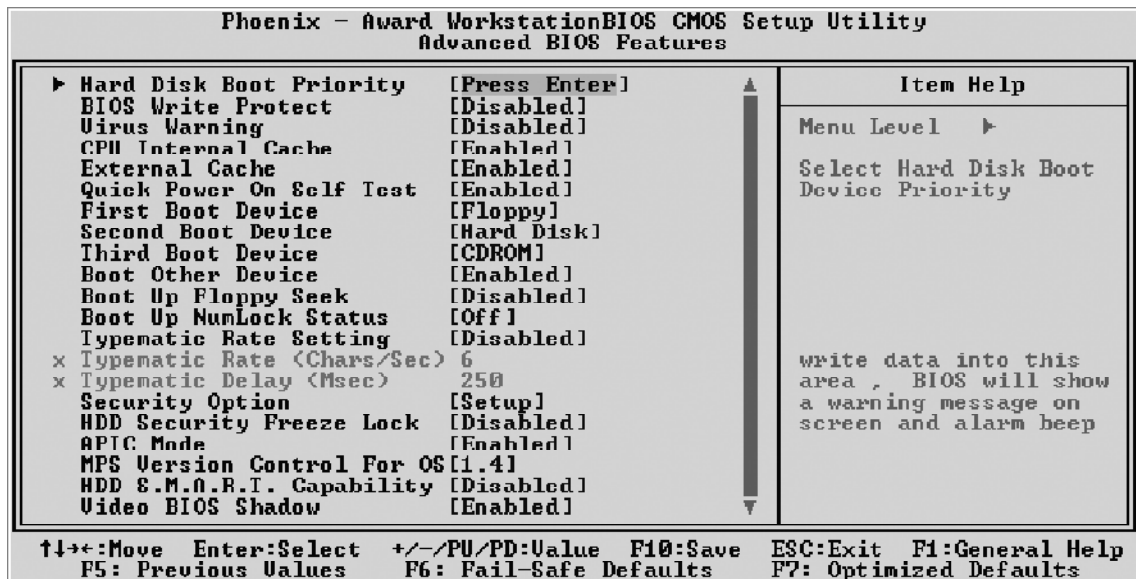 Phoenix - Award WorkstationBIOS CMOS Setup Utility
Advanced BIOS Features
▶ Hard Disk Boot Priority [Press Enter]
BIOS Write Protect [Disabled]
Virus Warning [Disabled]
CPU Internal Cache [Enabled]
External Cache [Enabled]
Quick Power On Self Test [Enabled]
First Boot Device [Floppy]
Second Boot Device [Hard Disk]
Third Boot Device [CDROM]
Boot Other Device [Enabled]
Boot Up Floppy Seek [Disabled]
Boot Up NumLock Status [Off]
Typematic Rate Setting [Disabled]
x Typematic Rate (Chars/Sec) 6
x Typematic Delay (Msec) 250
Security Option [Setup]
HDD Security Freeze Lock [Disabled]
APIC Mode [Enabled]
MPS Version Control For OS[1.4]
HDD S.M.A.R.T. Capability [Disabled]
Video BIOS Shadow [Enabled]
Item Help
Menu Level ▶
Select Hard Disk Boot
Device Priority
write data into this
area , BIOS will show
a warning message on
screen and alarm beep
↑↓→←:Move Enter:Select +/-/PU/PD:Value F10:Save ESC:Exit F1:General Help
F5: Previous Values F6: Fail-Safe Defaults F7: Optimized Defaults